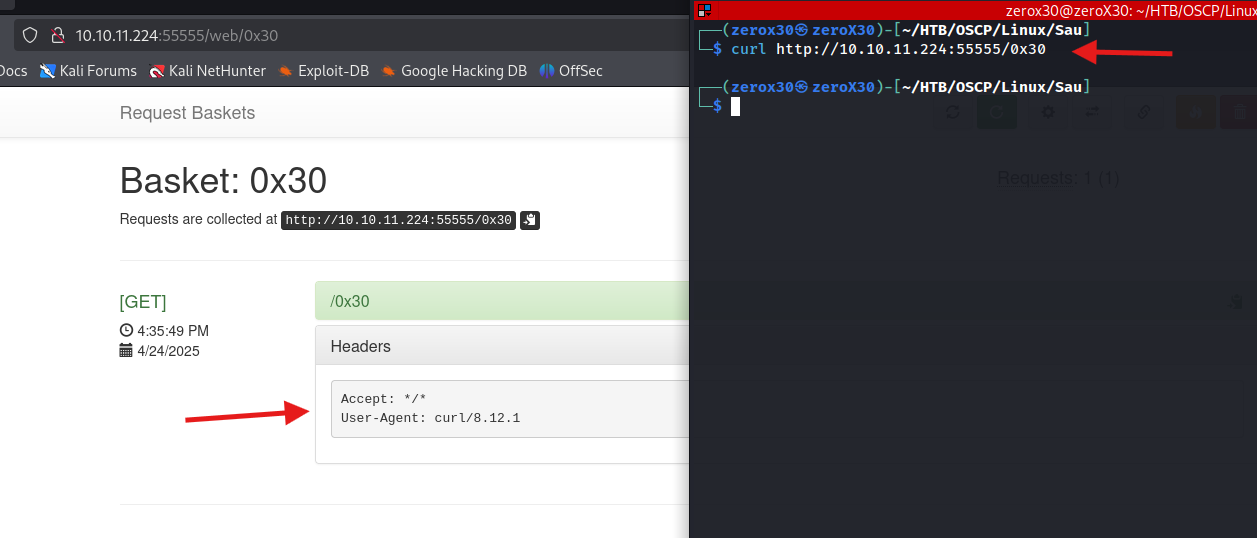 10.10.11.224:55555/web/0x30
Docs Kali Forums Kali NetHunter Exploit-DB Google Hacking DB OffSec
Request Baskets
Basket: 0x30
Requests are collected at http://10.10.11.224:55555/0x30
[GET]
4:35:49 PM
4/24/2025
/0x30
Headers
Accept: */*
User-Agent: curl/8.12.1
zerox30@zeroX30: ~/HTB/OSCP/Linux
┌──(zerox30㉿zeroX30)-[~/HTB/OSCP/Linux/Sau]
└─$ curl http://10.10.11.224:55555/0x30
┌──(zerox30㉿zeroX30)-[~/HTB/OSCP/Linux/Sau]
└─$
Requests: 1 (1)